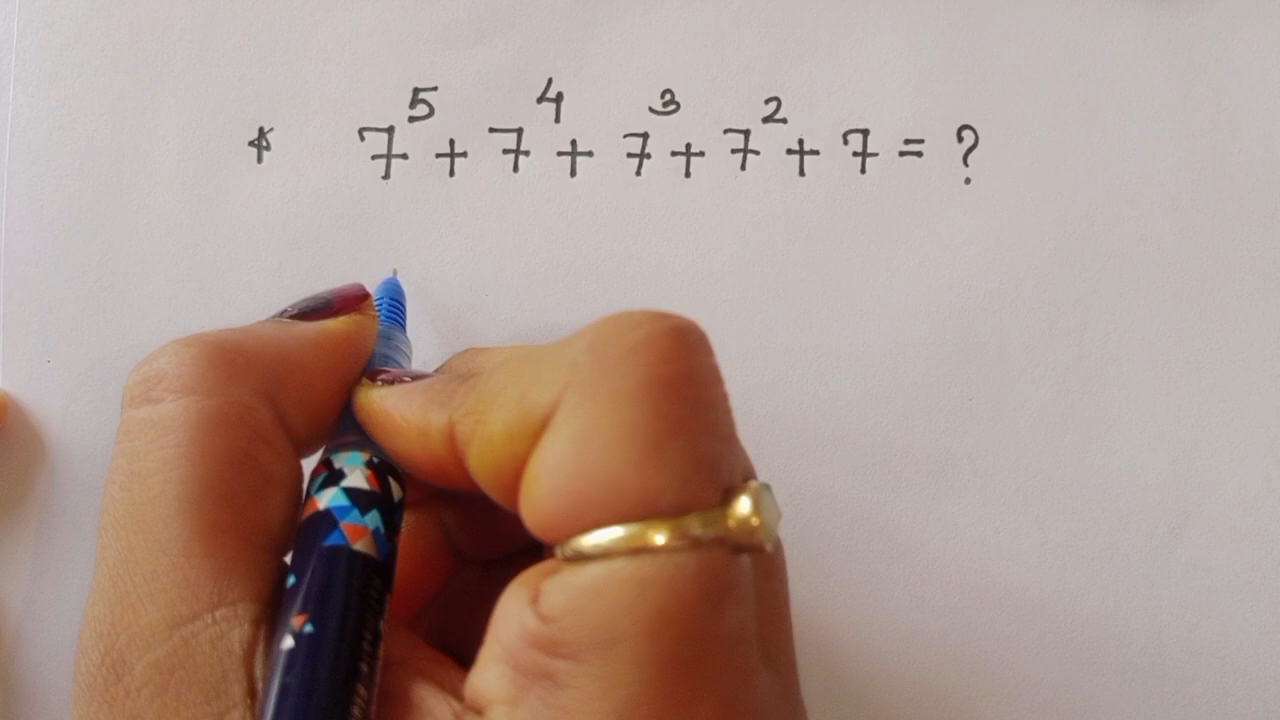 * 7⁵ + 7⁴ + 7³ + 7² + 7 = ?